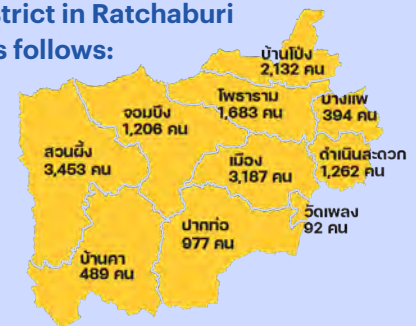 strict in Ratchaburi
s follows:
บ้านโป่ง
2,132 คน
โพธาราม
1,683 คน
บางแพ
394 คน
จอมบึง
1,206 คน
สวนผึ้ง
3,453 คน
เมือง
3,187 คน
ดำเนินสะดวก
1,262 คน
วัดเพลง
92 คน
ปากท่อ
977 คน
บ้านคา
489 คน